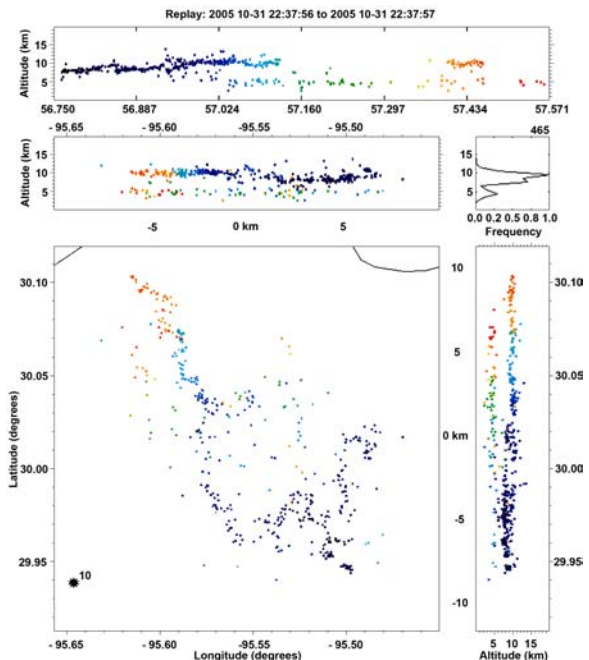 Replay: 2005 10-31 22:37:56 to 2005 10-31 22:37:57
Altitude (km)
15
10
5
56.750 56.887 57.024 57.160 57.297 57.434 57.571
- 95.65 - 95.60 - 95.55 - 95.50
465
Altitude (km)
15
10
5
15
10
5
-5 0 km 5
0.0 0.2 0.5 0.8 1.0
Frequency
Latitude (degrees)
30.10
30.05
30.00
29.95
10
5
0 km
-5
-10
30.10
30.05
30.00
29.95
10
- 95.65 - 95.60 - 95.55 - 95.50
Longitude (degrees)
5 10 15
Altitude (km)